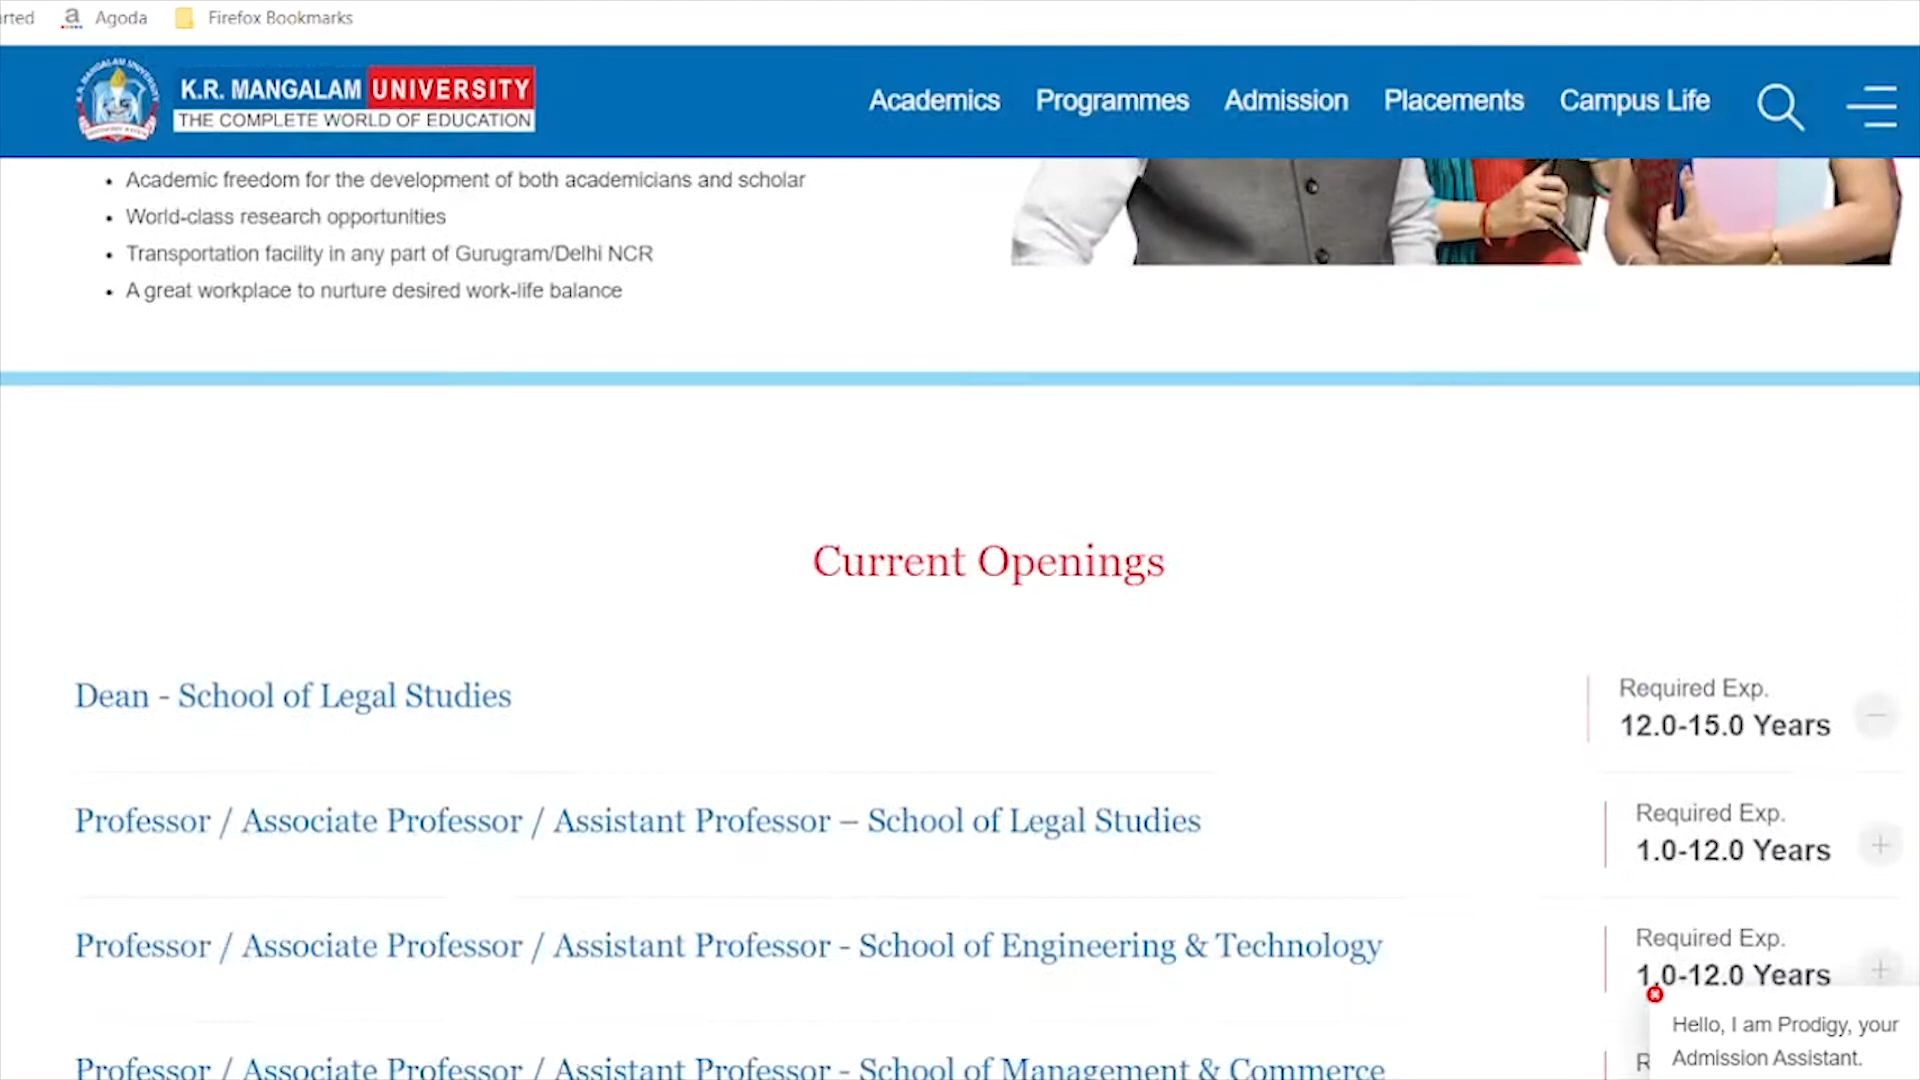 Agoda
Firefox Bookmarks
K.R. MANGALAM UNIVERSITY
THE COMPLETE WORLD OF EDUCATION
Academics
Programmes
Admission
Placements
Campus Life
• Academic freedom for the development of both academicians and scholar
• World-class research opportunities
• Transportation facility in any part of Gurugram/Delhi NCR
• A great workplace to nurture desired work-life balance
Current Openings
Dean - School of Legal Studies
Required Exp.
12.0-15.0 Years
Professor / Associate Professor / Assistant Professor – School of Legal Studies
Required Exp.
1.0-12.0 Years
Professor / Associate Professor / Assistant Professor - School of Engineering & Technology
Required Exp.
1.0-12.0 Years
Professor / Associate Professor / Assistant Professor - School of Management & Commerce
Hello, I am Prodigy, your
Admission Assistant.